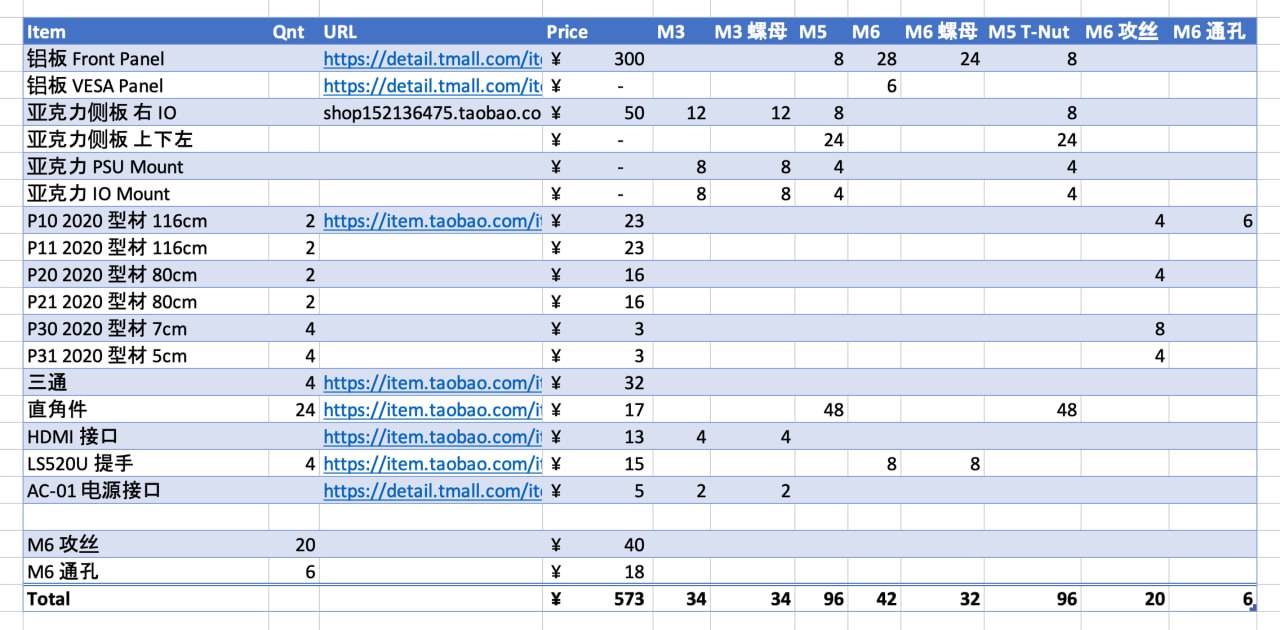 Item Qnt URL Price M3 M3 螺母 M5 M6 M6 螺母 M5 T-Nut M6 攻丝 M6 通孔
铝板 Front Panel https://detail.tmall.com/it ¥ 300 8 28 24 8
铝板 VESA Panel https://detail.tmall.com/it ¥ - 6
亚克力侧板 右 IO shop152136475.taobao.co ¥ 50 12 12 8 8
亚克力侧板 上下左 ¥ - 24 24
亚克力 PSU Mount ¥ - 8 8 4 4
亚克力 IO Mount ¥ - 8 8 4 4
P10 2020 型材 116cm 2 https://item.taobao.com/it ¥ 23 4 6
P11 2020 型材 116cm 2 ¥ 23
P20 2020 型材 80cm 2 ¥ 16 4
P21 2020 型材 80cm 2 ¥ 16
P30 2020 型材 7cm 4 ¥ 3 8
P31 2020 型材 5cm 4 ¥ 3 4
三通 4 https://item.taobao.com/it ¥ 32
直角件 24 https://item.taobao.com/it ¥ 17 48 48
HDMI 接口 https://item.taobao.com/it ¥ 13 4 4
LS520U 提手 4 https://item.taobao.com/it ¥ 15 8 8
AC-01 电源接口 https://detail.tmall.com/it ¥ 5 2 2
M6 攻丝 20 ¥ 40
M6 通孔 6 ¥ 18
Total ¥ 573 34 34 96 42 32 96 20 6